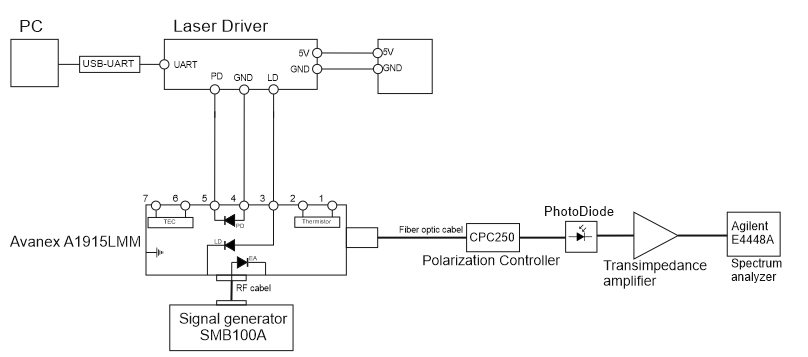 PC
Laser Driver
USB-UART
UART
5V
GND
5V
GND
PD GND LD
7 6 5 4 3 2 1
TEC
PD
Thermistor
LD
EA
Avanex A1915LMM
RF cabel
Signal generator
SMB100A
Fiber optic cabel
CPC250
Polarization Controller
PhotoDiode
Transimpedance
amplifier
Agilent
E4448A
Spectrum
analyzer